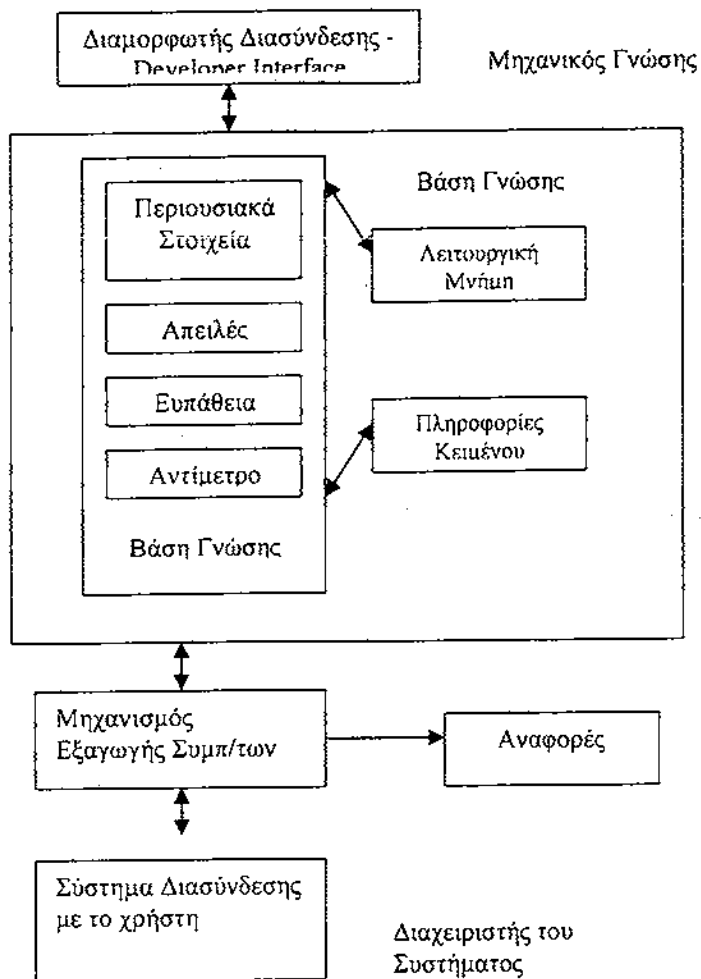 Διαμορφωτής Διασύνδεσης -
Developer Interface
Μηχανικός Γνώσης
Περιουσιακά
Στοιχεία
Βάση Γνώσης
Λειτουργική
Μνήμη
Απειλές
Ευπάθεια
Πληροφορίες
Κειμένου
Αντίμετρο
Βάση Γνώσης
Μηχανισμός
Εξαγωγής Συμπ/των
Αναφορές
Σύστημα Διασύνδεσης
με το χρήστη
Διαχειριστής του
Συστήματος